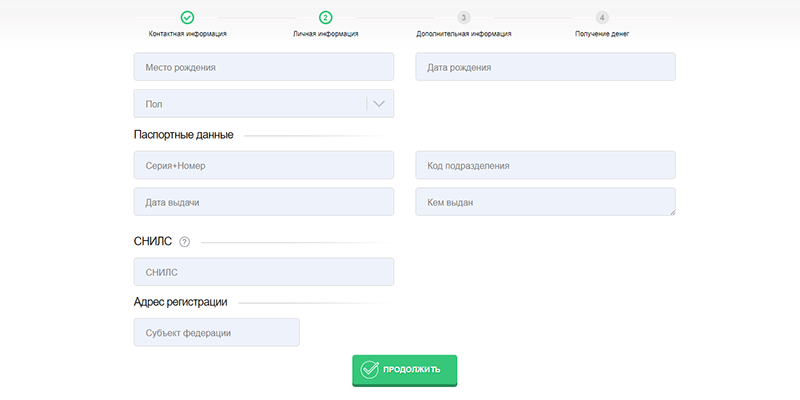 2 3 4
Контактная информация Личная информация Дополнительная информация Получение денег
Место рождения Дата рождения
Пол
Паспортные данные
Серия+Номер Код подразделения
Дата выдачи Кем выдан
СНИЛС ?
СНИЛС
Адрес регистрации
Субъект федерации
ПРОДОЛЖИТЬ